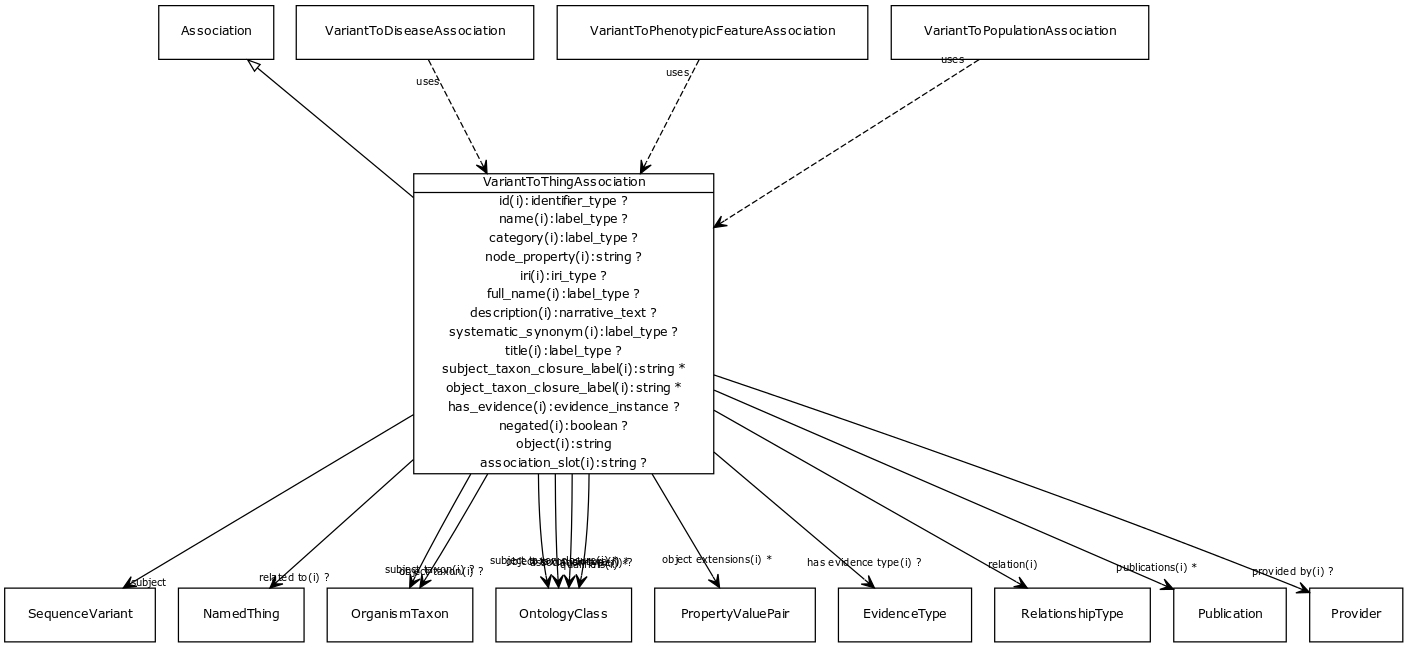 Association
VariantToDiseaseAssociation
VariantToPhenotypicFeatureAssociation
VariantToPopulationAssociation
uses
uses
uses
VariantToThingAssociation
id(i):identifier_type ?
name(i):label_type ?
category(i):label_type ?
node_property(i):string ?
iri(i):iri_type ?
full_name(i):label_type ?
description(i):narrative_text ?
systematic_synonym(i):label_type ?
title(i):label_type ?
subject_taxon_closure_label(i):string *
object_taxon_closure_label(i):string *
has_evidence(i):evidence_instance ?
negated(i):boolean ?
object(i):string
association_slot(i):string ?
subject
related to(i) ?
subject taxon(i) ?
object taxon(i) ?
object extensions(i) *
has evidence type(i) ?
relation(i)
publications(i) *
provided by(i) ?
SequenceVariant
NamedThing
OrganismTaxon
OntologyClass
PropertyValuePair
EvidenceType
RelationshipType
Publication
Provider